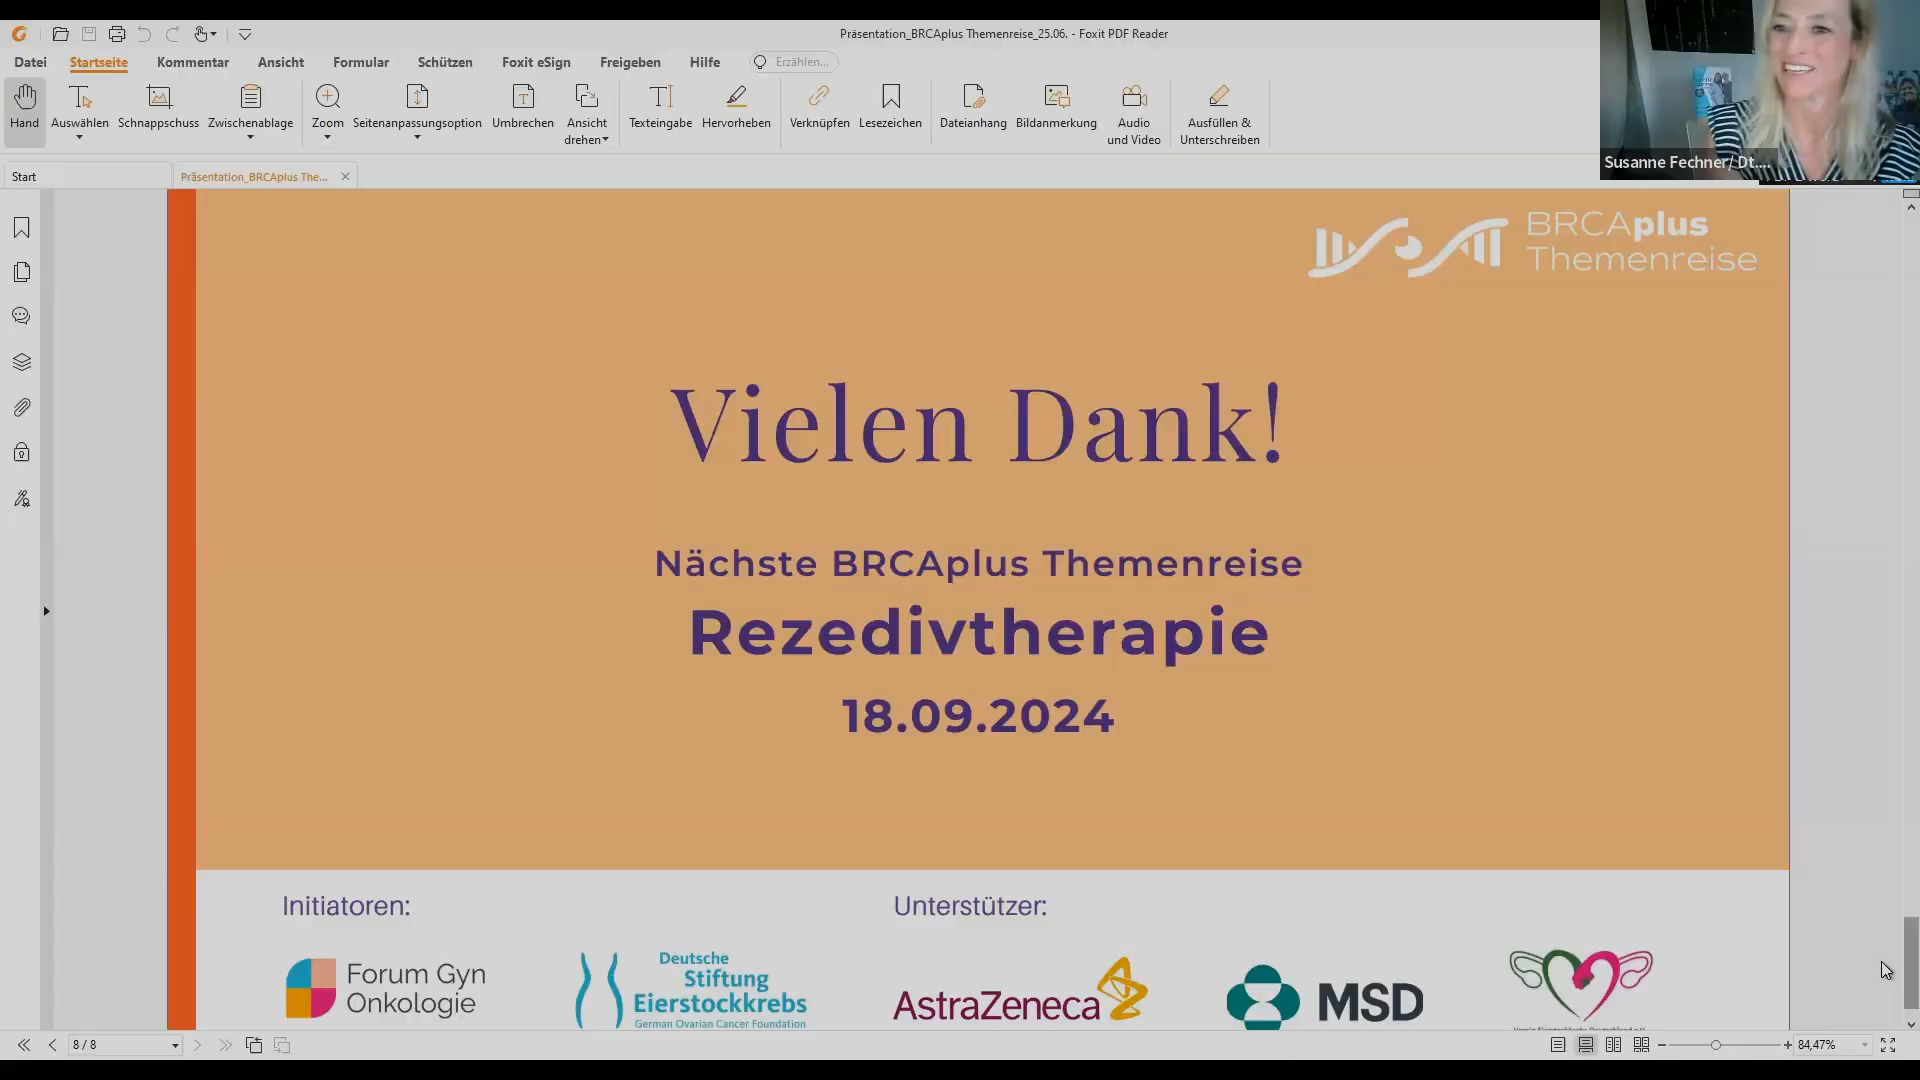 Präsentation_BRCAplus Themenreise_25.06. - Foxit PDF Reader
Datei Startseite Kommentar Ansicht Formular Schützen Foxit eSign Freigeben Hilfe Erzählen...
Hand Auswählen Schnappschuss Zwischenablage Zoom Seitenanpassungsoption Umbrechen Ansicht drehen Texteingabe Hervorheben Verknüpfen Lesezeichen Dateianhang Bildanmerkung Audio und Video Ausfüllen & Unterschreiben
Susanne Fechner/ Dt....
Start Präsentation_BRCAplus The...
BRCAplus
Themenreise
Vielen Dank!
Nächste BRCAplus Themenreise
Rezedivtherapie
18.09.2024
Initiatoren:
Unterstützer:
Forum Gyn
Onkologie
Deutsche
Stiftung
Eierstockkrebs
German Ovarian Cancer Foundation
AstraZeneca
MSD
8 / 8
84,47%